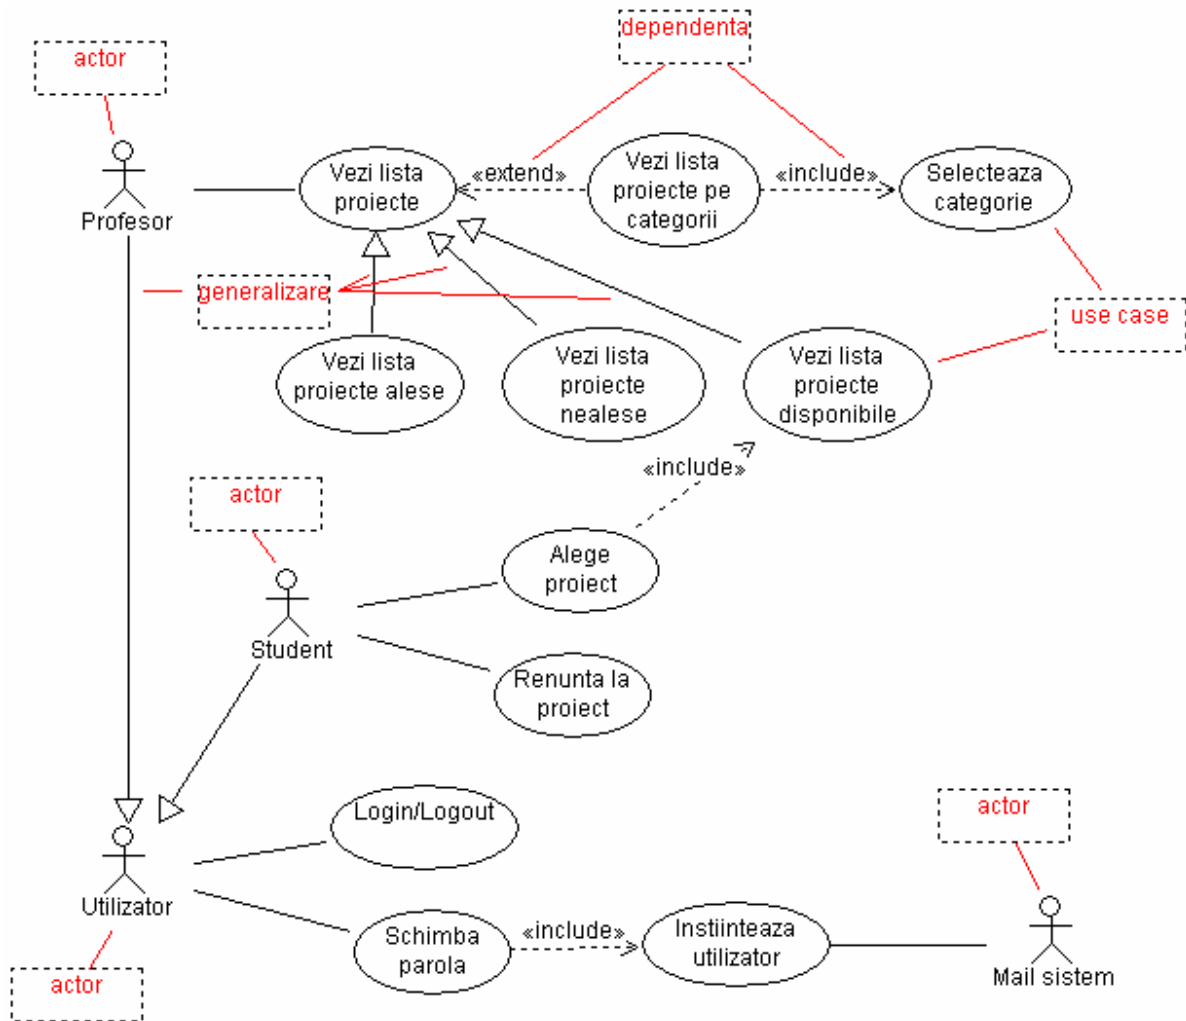 dependenta
actor
Vezi lista
proiecte
«extend»
Vezi lista
proiecte pe
categorii
«include»
Selecteaza
categorie
Profesor
generalizare
use case
Vezi lista
proiecte alese
Vezi lista
proiecte
nealese
Vezi lista
proiecte
disponibile
«include»
actor
Alege
proiect
Student
Renunta la
proiect
Login/Logout
actor
Utilizator
Schimba
parola
«include»
Instiinteaza
utilizator
Mail sistem
actor